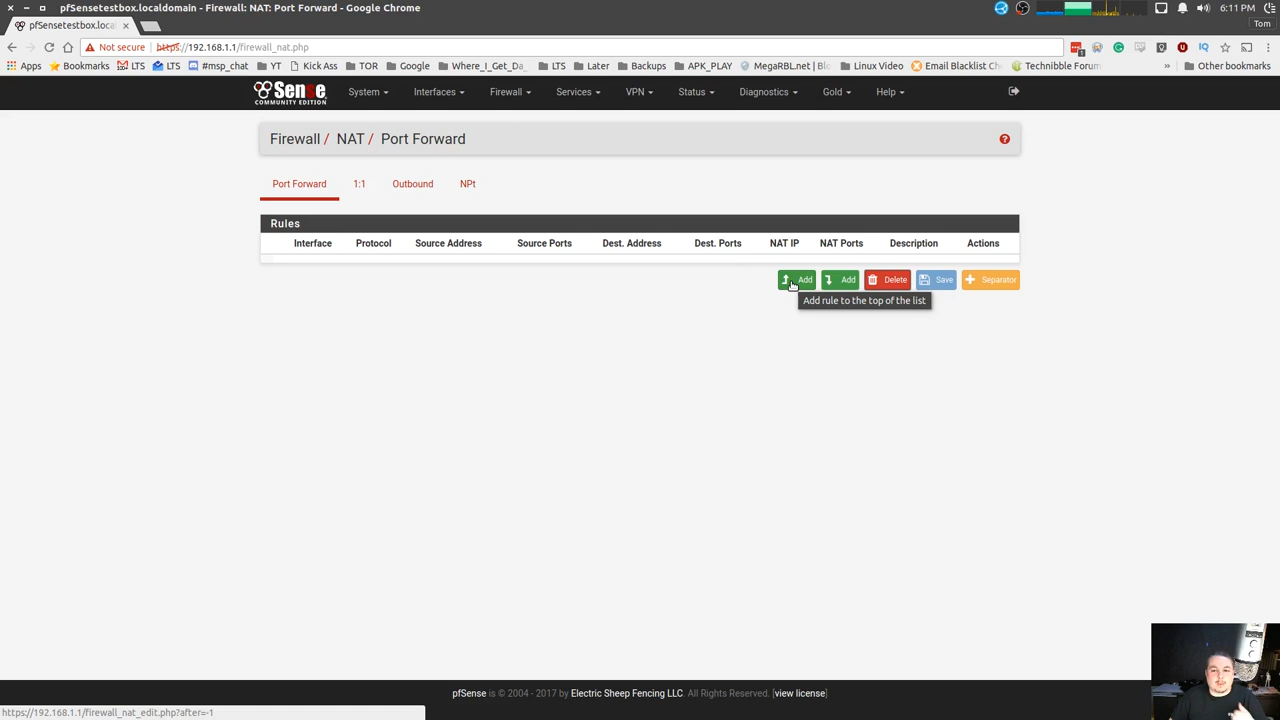 pfSensetestbox.localdomain - Firewall: NAT: Port Forward - Google Chrome
6:11 PM
pfSensetestbox.loca
Tom
Not secure
https://192.168.1.1/firewall_nat.php
Apps
Bookmarks
LTS
LTS
#msp_chat
YT
Kick Ass
TOR
Google
Where_I_Get_Da_
LTS
Later
Backups
APK_PLAY
MegaRBL.net | Blo
Linux Video
Email Blacklist Che
Technibble Forum
»
Other bookmarks
Sense
COMMUNITY EDITION
System
Interfaces
Firewall
Services
VPN
Status
Diagnostics
Gold
Help
Firewall / NAT / Port Forward
Port Forward
1:1
Outbound
NPt
Rules
Interface
Protocol
Source Address
Source Ports
Dest. Address
Dest. Ports
NAT IP
NAT Ports
Description
Actions
Add
Add
Delete
Save
Separator
Add rule to the top of the list
pfSense is © 2004 - 2017 by Electric Sheep Fencing LLC. All Rights Reserved. [view license]
https://192.168.1.1/firewall_nat_edit.php?after=-1